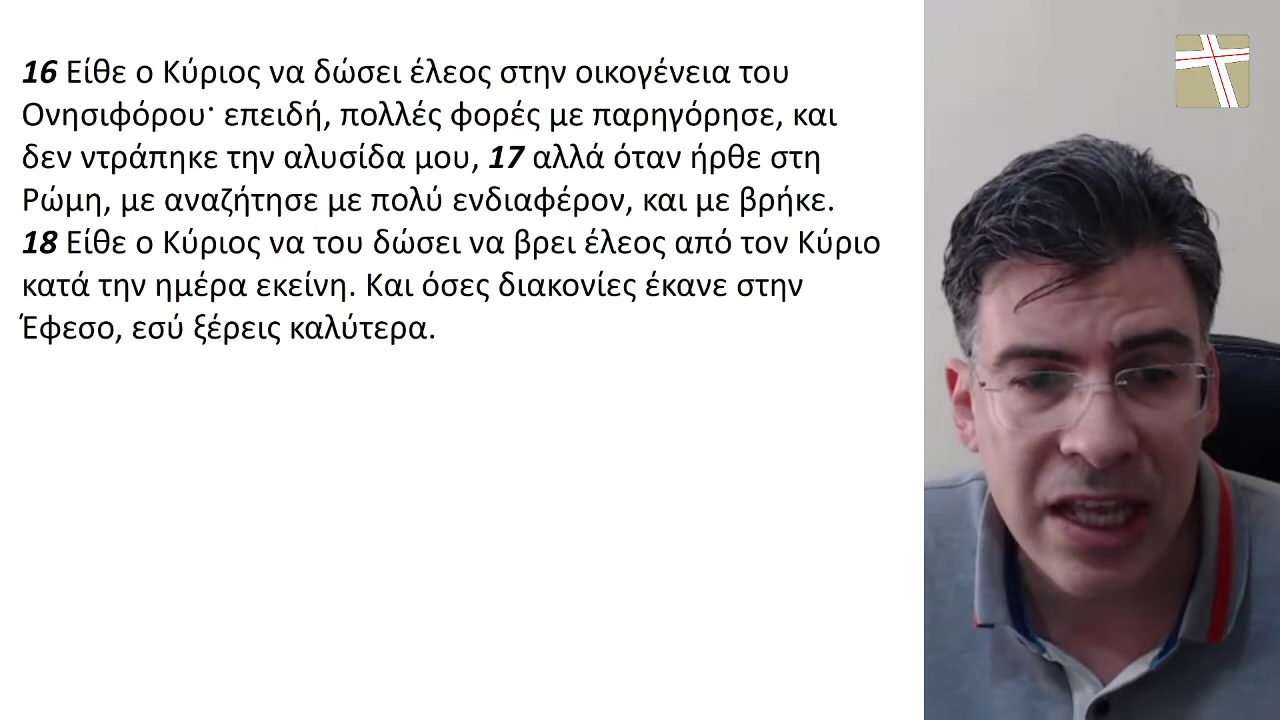 16 Είθε ο Κύριος να δώσει έλεος στην οικογένεια του
Ονησιφόρου· επειδή, πολλές φορές με παρηγόρησε, και
δεν ντράπηκε την αλυσίδα μου, 17 αλλά όταν ήρθε στη
Ρώμη, με αναζήτησε με πολύ ενδιαφέρον, και με βρήκε.
18 Είθε ο Κύριος να του δώσει να βρει έλεος από τον Κύριο
κατά την ημέρα εκείνη. Και όσες διακονίες έκανε στην
Έφεσο, εσύ ξέρεις καλύτερα.